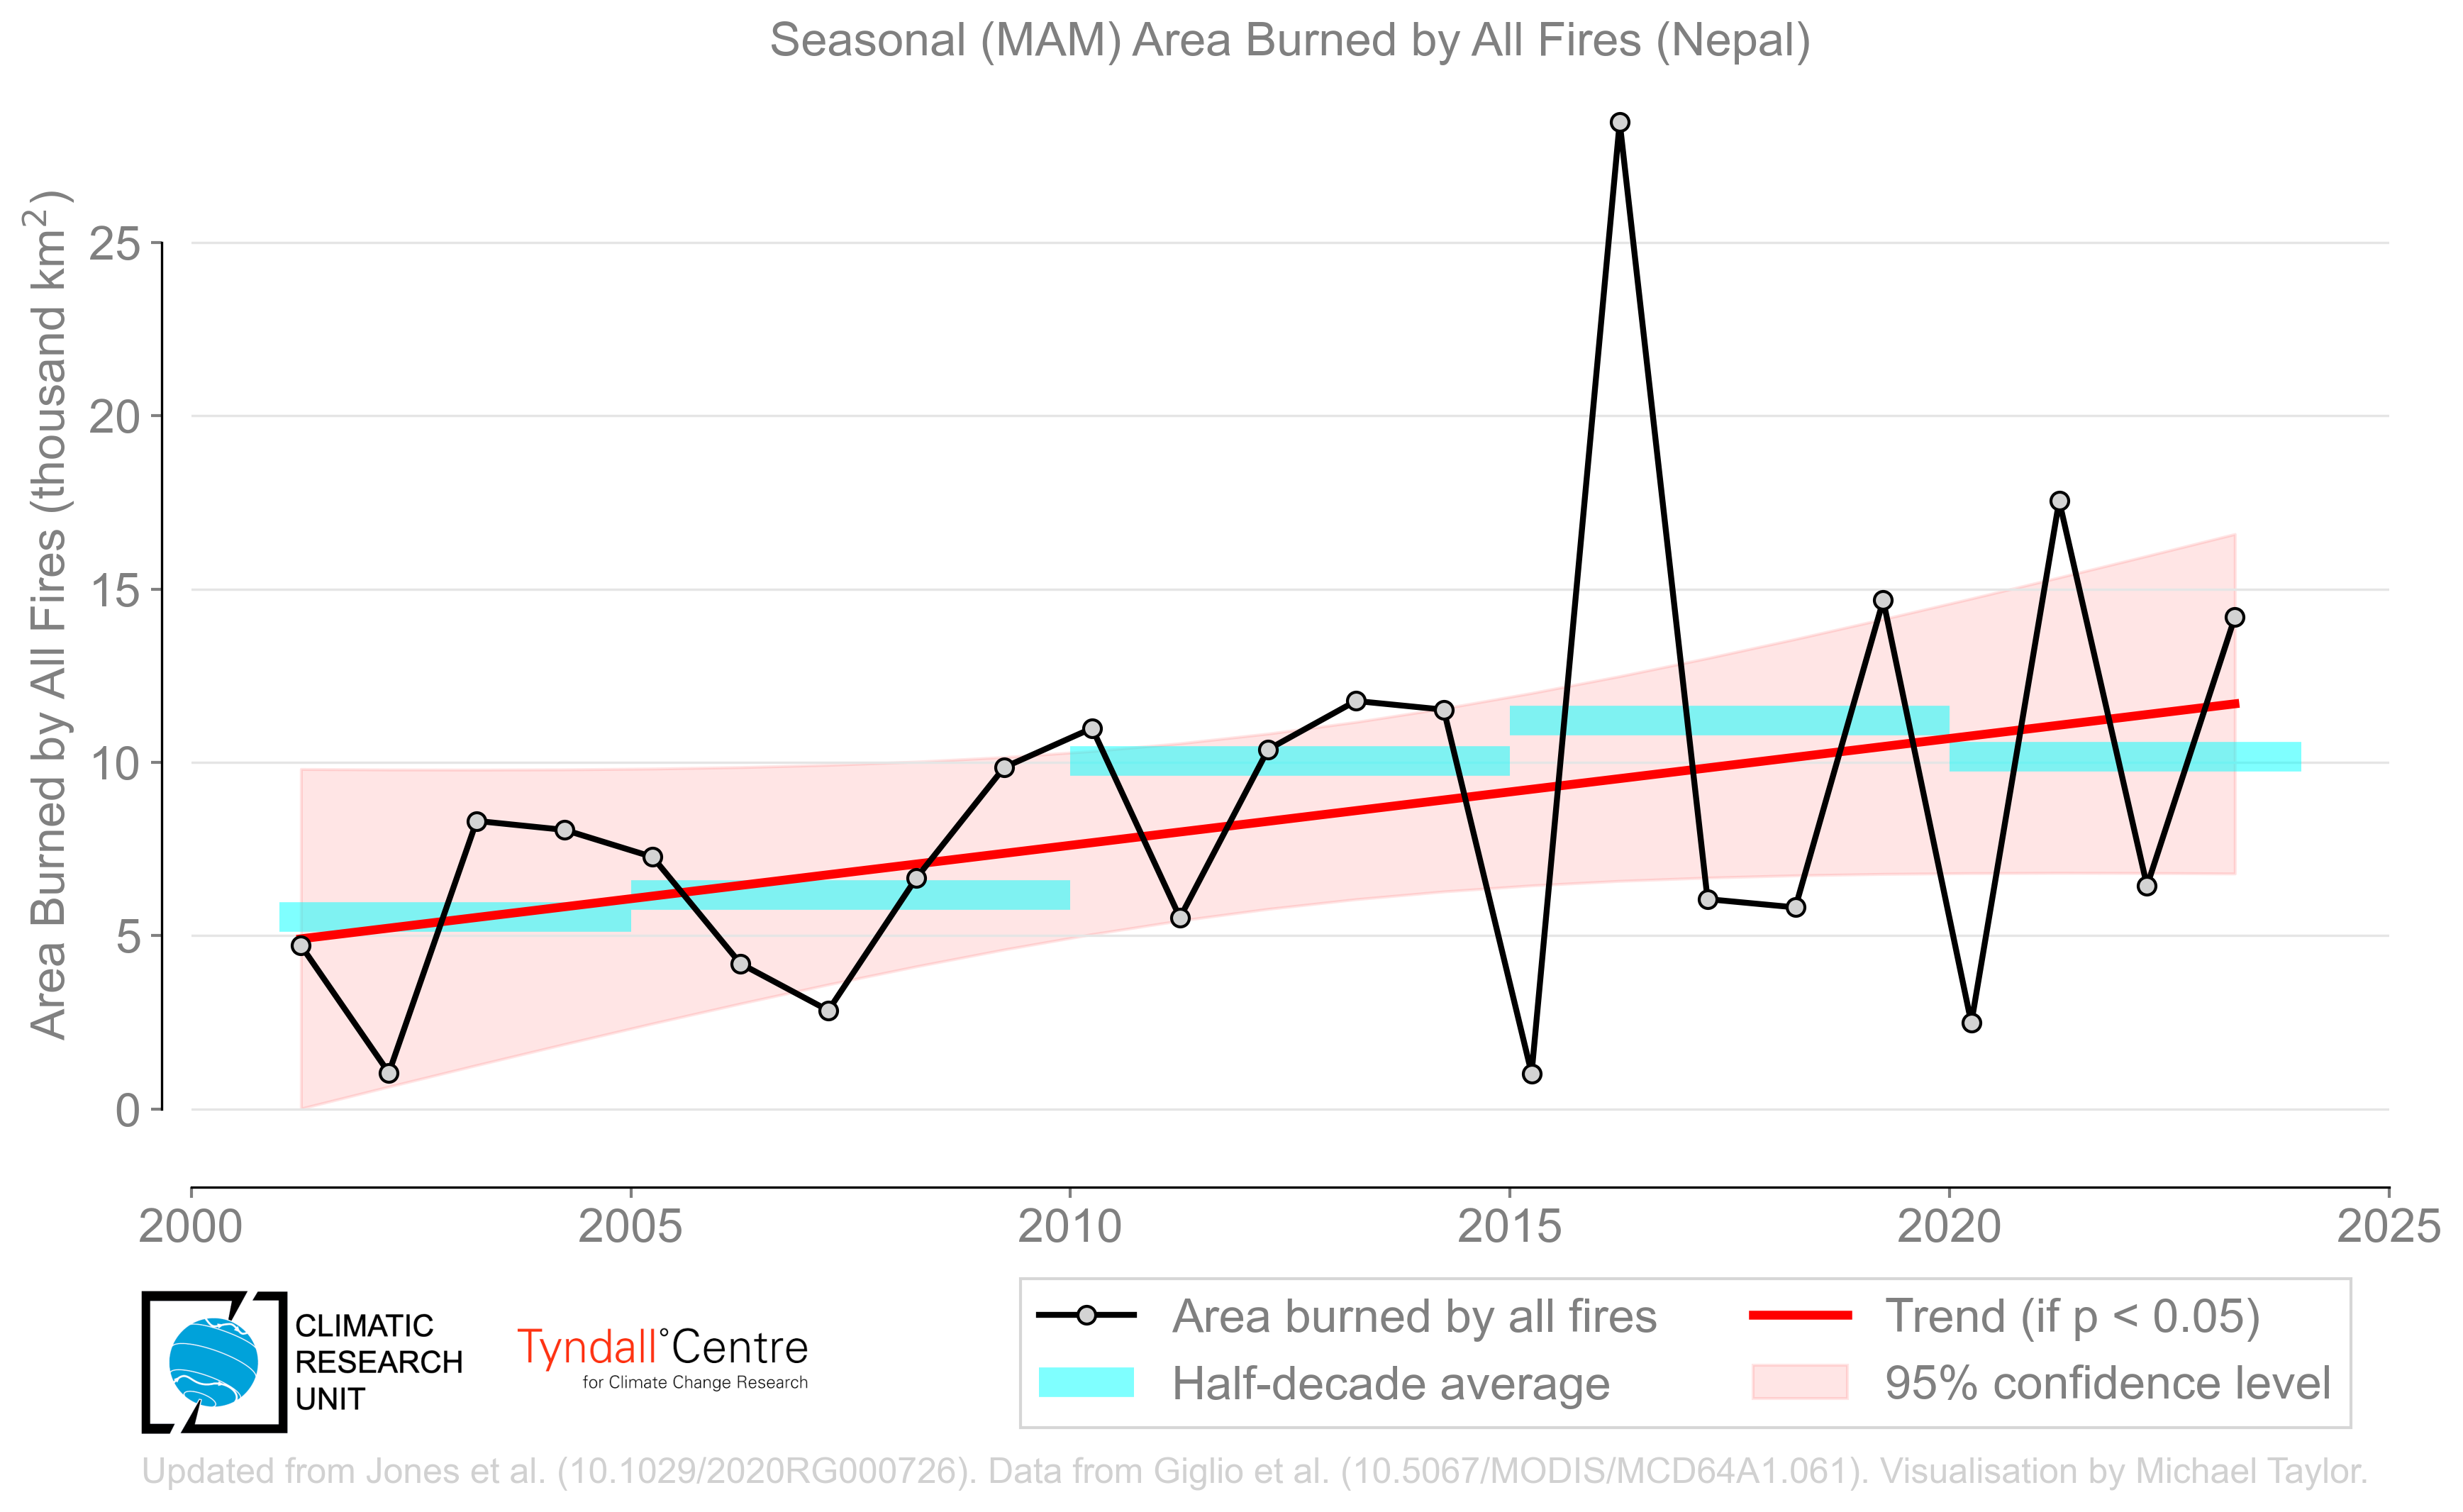 Seasonal (MAM) Area Burned by All Fires (Nepal)
Area Burned by All Fires (thousand km²)
25
20
15
10
5
0
2000 2005 2010 2015 2020 2025
CLIMATIC
RESEARCH
UNIT
Tyndall°Centre
for Climate Change Research
Area burned by all fires
Half-decade average
Trend (if p < 0.05)
95% confidence level
Updated from Jones et al. (10.1029/2020RG000726). Data from Giglio et al. (10.5067/MODIS/MCD64A1.061). Visualisation by Michael Taylor.